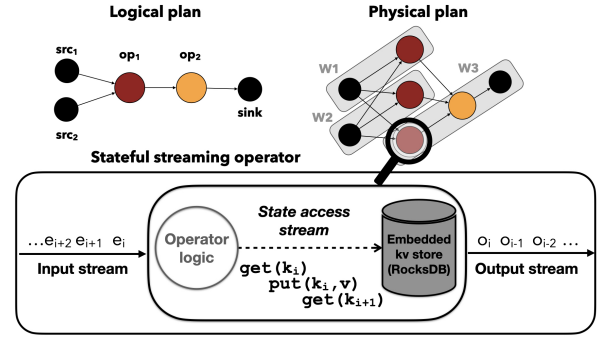 Logical plan
Physical plan
src1
op1
op2
src2
sink
W1
W2
W3
Stateful streaming operator
...ei+2 ei+1 ei
Input stream
Operator
logic
State access
stream
get(ki)
put(ki,v)
get(ki+1)
Embedded
kv store
(RocksDB)
oi oi-1 oi-2 ...
Output stream